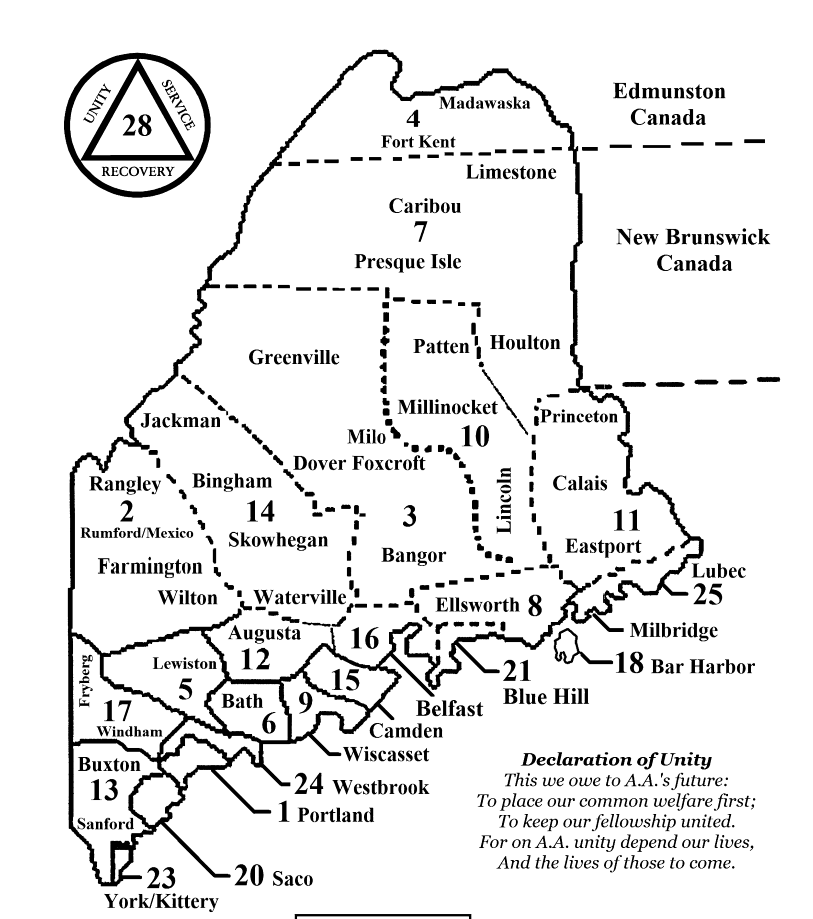 UNITY
SERVICE
28
RECOVERY
Madawaska
4
Fort Kent
Edmunston
Canada
Limestone
Caribou
7
Presque Isle
New Brunswick
Canada
Greenville
Patten
Houlton
Jackman
Millinocket
10
Princeton
Milo
Dover Foxcroft
Rangley
2
Rumford/Mexico
Bingham
14
Skowhegan
3
Bangor
Lincoln
Calais
11
Eastport
Farmington
Wilton
Waterville
Ellsworth 8
Lubec
25
Milbridge
Augusta
12
16
18 Bar Harbor
21
Blue Hill
Fryberg
Lewiston
5
15
Bath
6
9
Belfast
17
Windham
Camden
Wiscasset
Buxton
13
Sanford
24 Westbrook
1 Portland
20 Saco
23
York/Kittery
Declaration of Unity
This we owe to A.A.'s future:
To place our common welfare first;
To keep our fellowship united.
For on A.A. unity depend our lives,
And the lives of those to come.